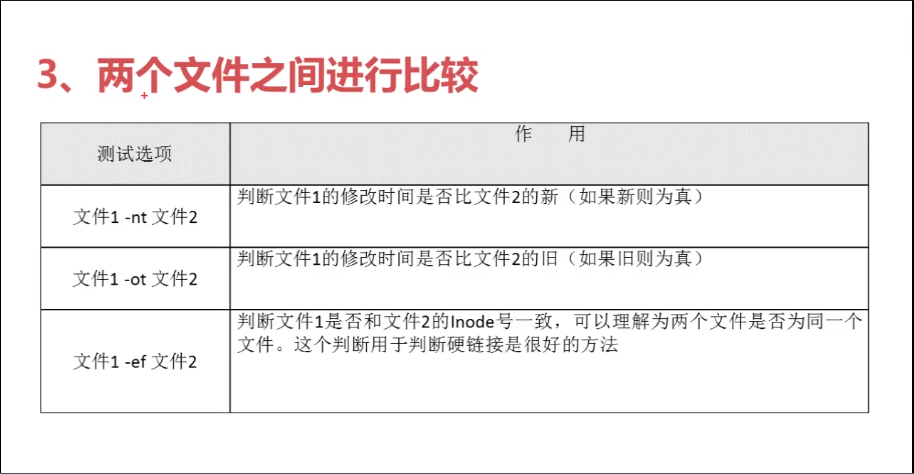 3、两个文件之间进行比较
测试选项
作 用
文件1 -nt 文件2
判断文件1的修改时间是否比文件2的新（如果新则为真）
文件1 -ot 文件2
判断文件1的修改时间是否比文件2的旧（如果旧则为真）
文件1 -ef 文件2
判断文件1是否和文件2的Inode号一致，可以理解为两个文件是否为同一个
文件。这个判断用于判断硬链接是很好的方法